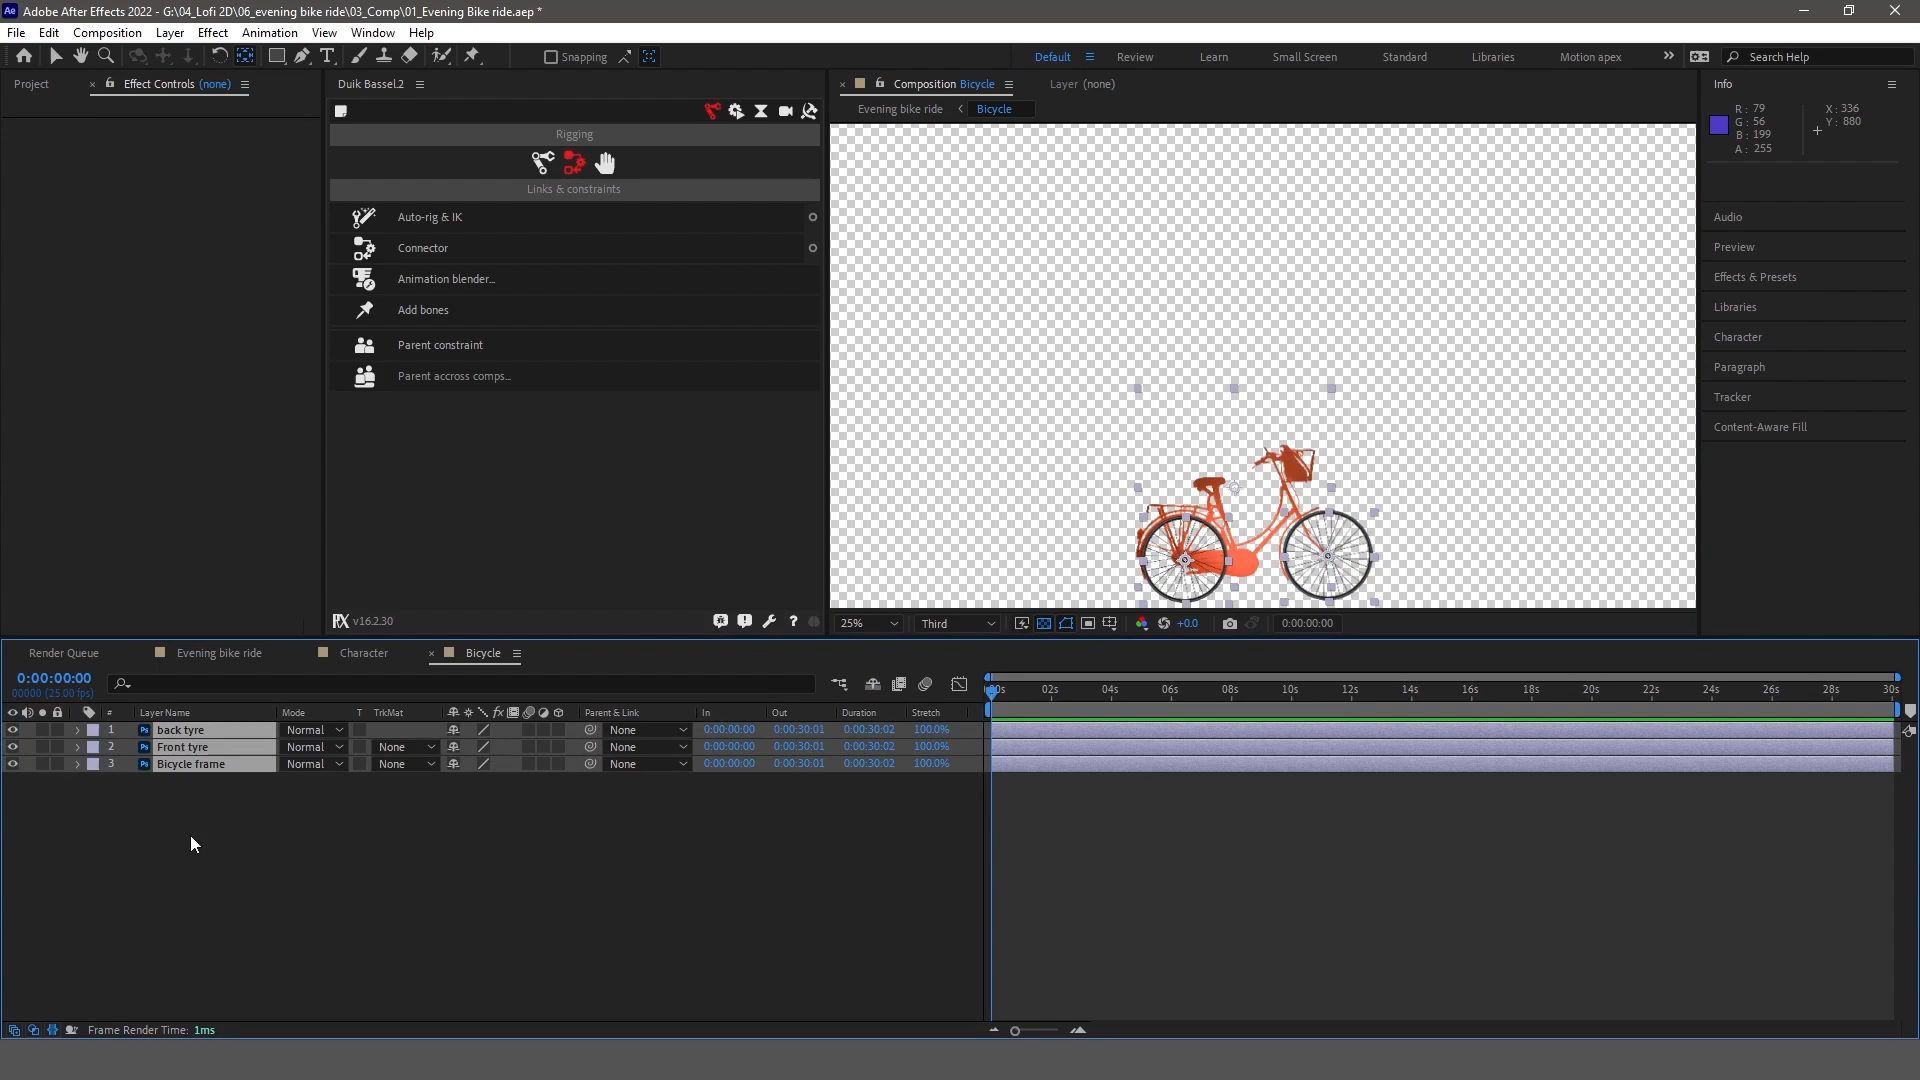 Ae Adobe After Effects 2022 - G:\04_Lofi 2D\06_evening bike ride\03_Comp\01_Evening Bike ride.aep *
File Edit Composition Layer Effect Animation View Window Help
Snapping
Default Review Learn Small Screen Standard Libraries Motion apex Search Help
Project × Effect Controls (none) Duik Bassel.2 × Composition Bicycle Layer (none) Info
Evening bike ride < Bicycle
R: 79 X: 336
G: 56 Y: 880
B: 199
A: 255
Rigging
Links & constraints
Auto-rig & IK
Connector
Animation blender...
Add bones
Parent constraint
Parent accross comps...
Audio
Preview
Effects & Presets
Libraries
Character
Paragraph
Tracker
Content-Aware Fill
v16.2.30 ?
25% Third +0.0 0:00:00:00
Render Queue Evening bike ride Character × Bicycle
0:00:00:00
00000 (25.00 fps)
02s 04s 06s 08s 10s 12s 14s 16s 18s 20s 22s 24s 26s 28s 30s
# Layer Name Mode T TrkMat fx Parent & Link In Out Duration Stretch
1 Ps back tyre Normal None 0:00:00:00 0:00:30:01 0:00:30:02 100.0%
2 Ps Front tyre Normal None None 0:00:00:00 0:00:30:01 0:00:30:02 100.0%
3 Ps Bicycle frame Normal None None 0:00:00:00 0:00:30:01 0:00:30:02 100.0%
Frame Render Time: 1ms